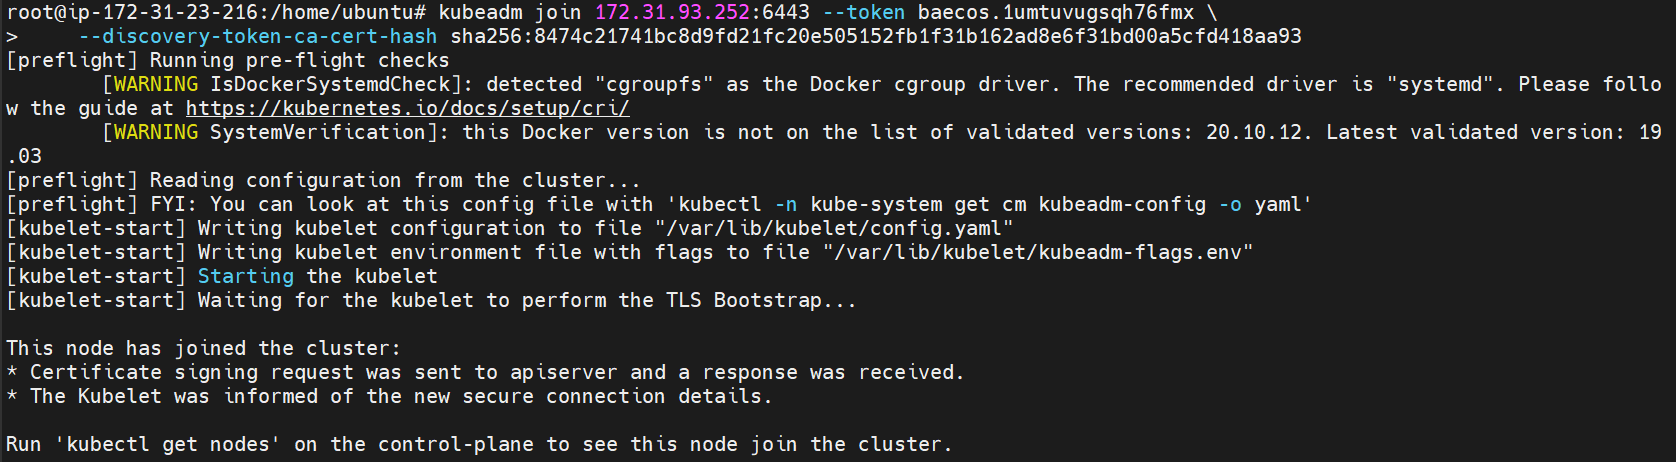 root@ip-172-31-23-216:/home/ubuntu# kubeadm join 172.31.93.252:6443 --token baecos.1umtuvugsqh76fmx \
>     --discovery-token-ca-cert-hash sha256:8474c21741bc8d9fd21fc20e505152fb1f31b162ad8e6f31bd00a5cfd418aa93
[preflight] Running pre-flight checks
        [WARNING IsDockerSystemdCheck]: detected "cgroupfs" as the Docker cgroup driver. The recommended driver is "systemd". Please follo
w the guide at https://kubernetes.io/docs/setup/cri/
        [WARNING SystemVerification]: this Docker version is not on the list of validated versions: 20.10.12. Latest validated version: 19
.03
[preflight] Reading configuration from the cluster...
[preflight] FYI: You can look at this config file with 'kubectl -n kube-system get cm kubeadm-config -o yaml'
[kubelet-start] Writing kubelet configuration to file "/var/lib/kubelet/config.yaml"
[kubelet-start] Writing kubelet environment file with flags to file "/var/lib/kubelet/kubeadm-flags.env"
[kubelet-start] Starting the kubelet
[kubelet-start] Waiting for the kubelet to perform the TLS Bootstrap...

This node has joined the cluster:
* Certificate signing request was sent to apiserver and a response was received.
* The Kubelet was informed of the new secure connection details.

Run 'kubectl get nodes' on the control-plane to see this node join the cluster.